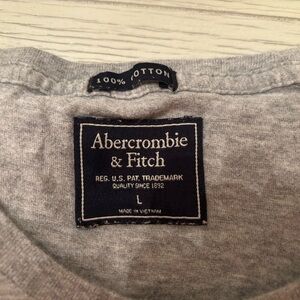 100% COTTON
Abercrombie
& Fitch
REG. U.S. PAT. TRADEMARK
QUALITY SINCE 1892
L
MADE IN VIETNAM